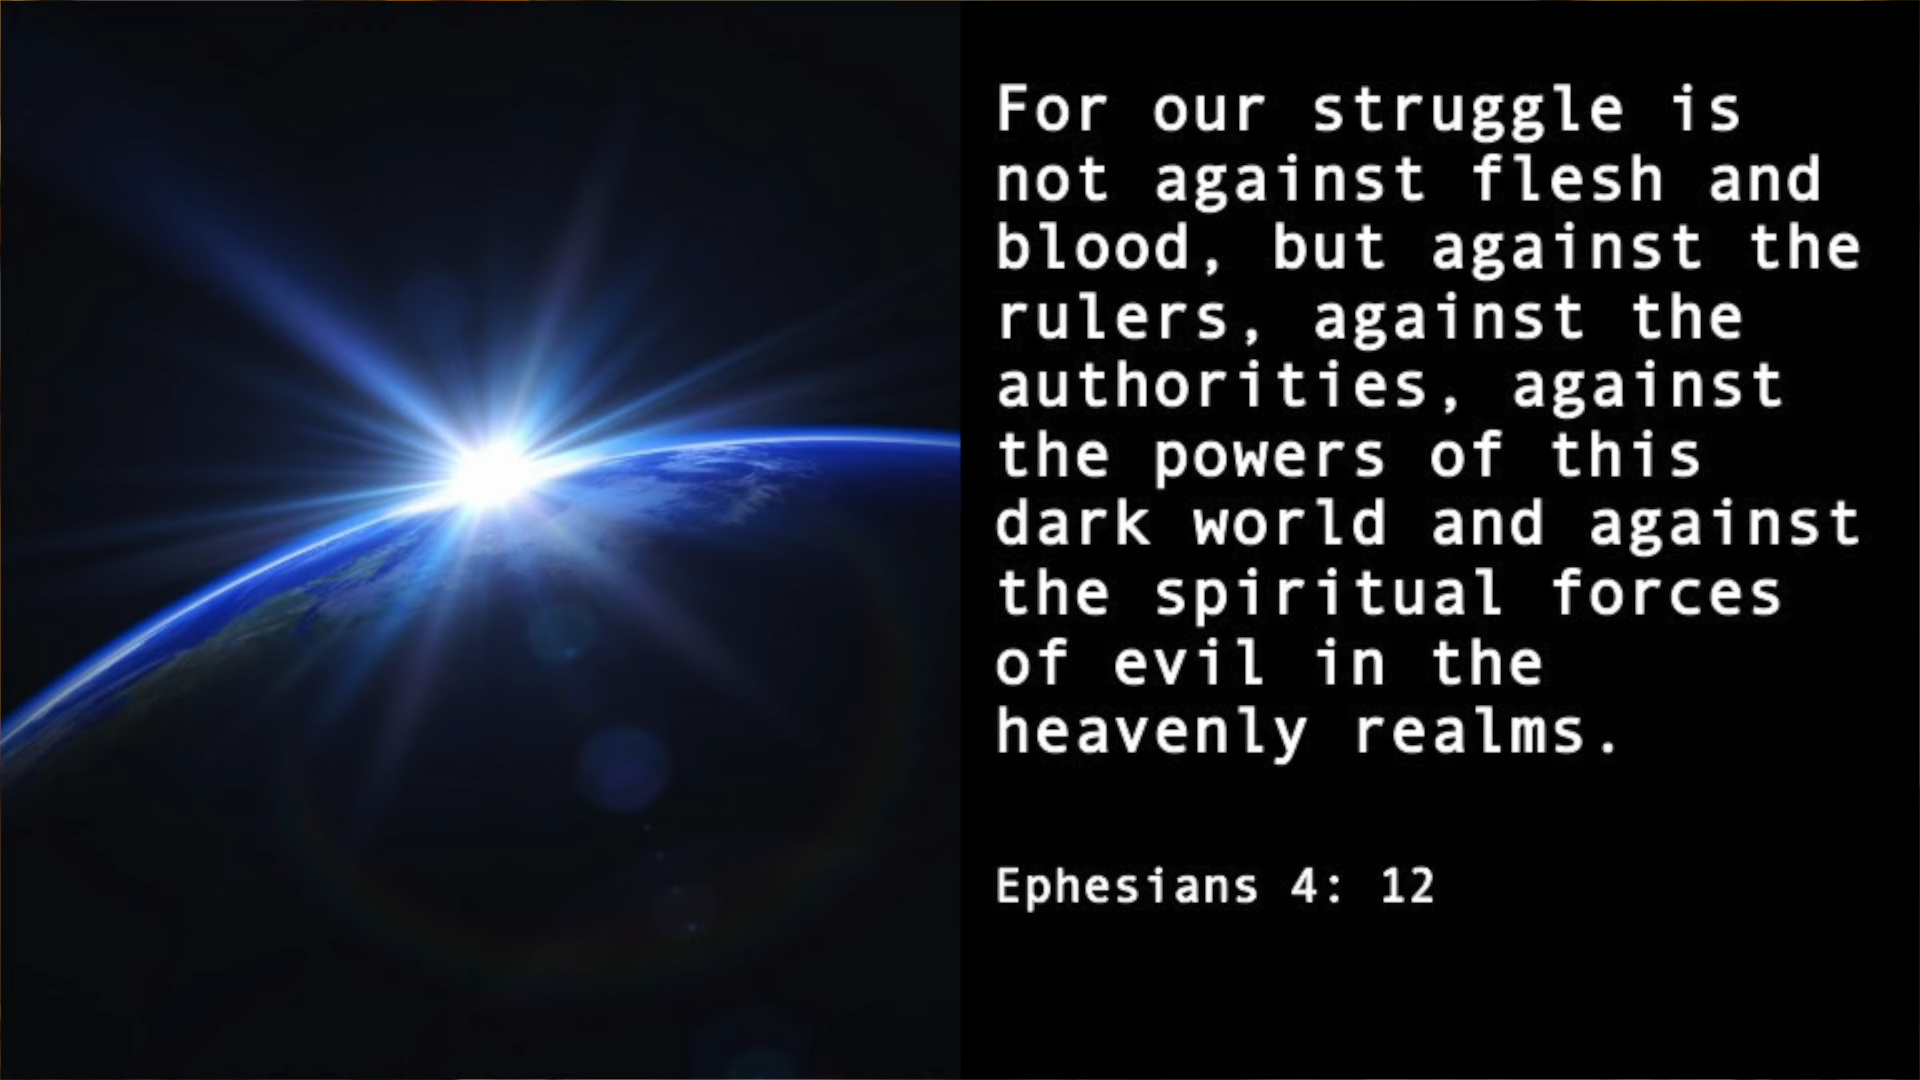 For our struggle is
not against flesh and
blood, but against the
rulers, against the
authorities, against
the powers of this
dark world and against
the spiritual forces
of evil in the
heavenly realms.
Ephesians 4: 12